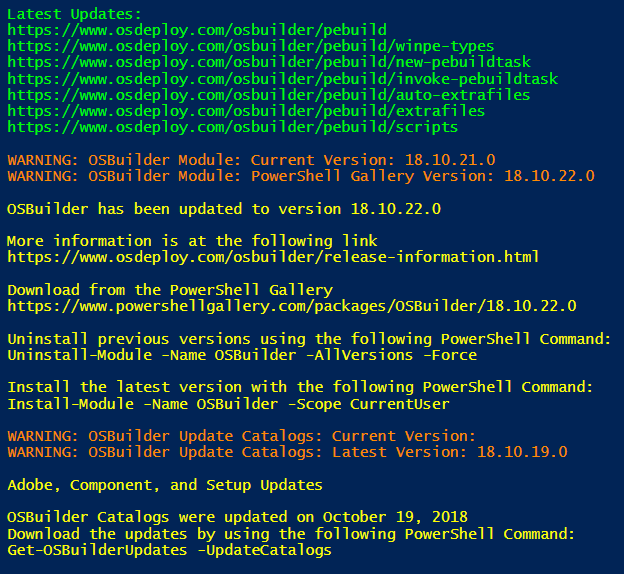 Latest Updates:
https://www.osdeploy.com/osbuilder/pebuild
https://www.osdeploy.com/osbuilder/pebuild/winpe-types
https://www.osdeploy.com/osbuilder/pebuild/new-pebuildtask
https://www.osdeploy.com/osbuilder/pebuild/invoke-pebuildtask
https://www.osdeploy.com/osbuilder/pebuild/auto-extrafiles
https://www.osdeploy.com/osbuilder/pebuild/extrafiles
https://www.osdeploy.com/osbuilder/pebuild/scripts
WARNING: OSBuilder Module: Current Version: 18.10.21.0
WARNING: OSBuilder Module: PowerShell Gallery Version: 18.10.22.0
OSBuilder has been updated to version 18.10.22.0
More information is at the following link
https://www.osdeploy.com/osbuilder/release-information.html
Download from the PowerShell Gallery
https://www.powershellgallery.com/packages/OSBuilder/18.10.22.0
Uninstall previous versions using the following PowerShell Command:
Uninstall-Module -Name OSBuilder -AllVersions -Force
Install the latest version with the following PowerShell Command:
Install-Module -Name OSBuilder -Scope CurrentUser
WARNING: OSBuilder Update Catalogs: Current Version:
WARNING: OSBuilder Update Catalogs: Latest Version: 18.10.19.0
Adobe, Component, and Setup Updates
OSBuilder Catalogs were updated on October 19, 2018
Download the updates by using the following PowerShell Command:
Get-OSBuilderUpdates -UpdateCatalogs